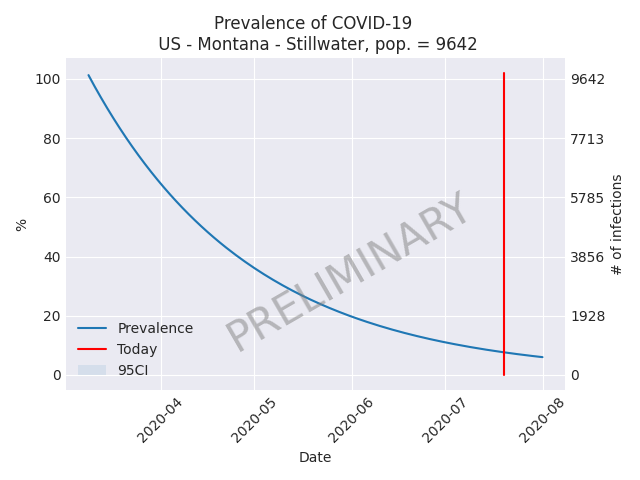 Prevalence of COVID-19
US - Montana - Stillwater, pop. = 9642
100
80
60
40
20
0
%
9642
7713
5785
3856
1928
0
# of infections
PRELIMINARY
Prevalence
Today
95CI
2020-04
2020-05
2020-06
2020-07
2020-08
Date